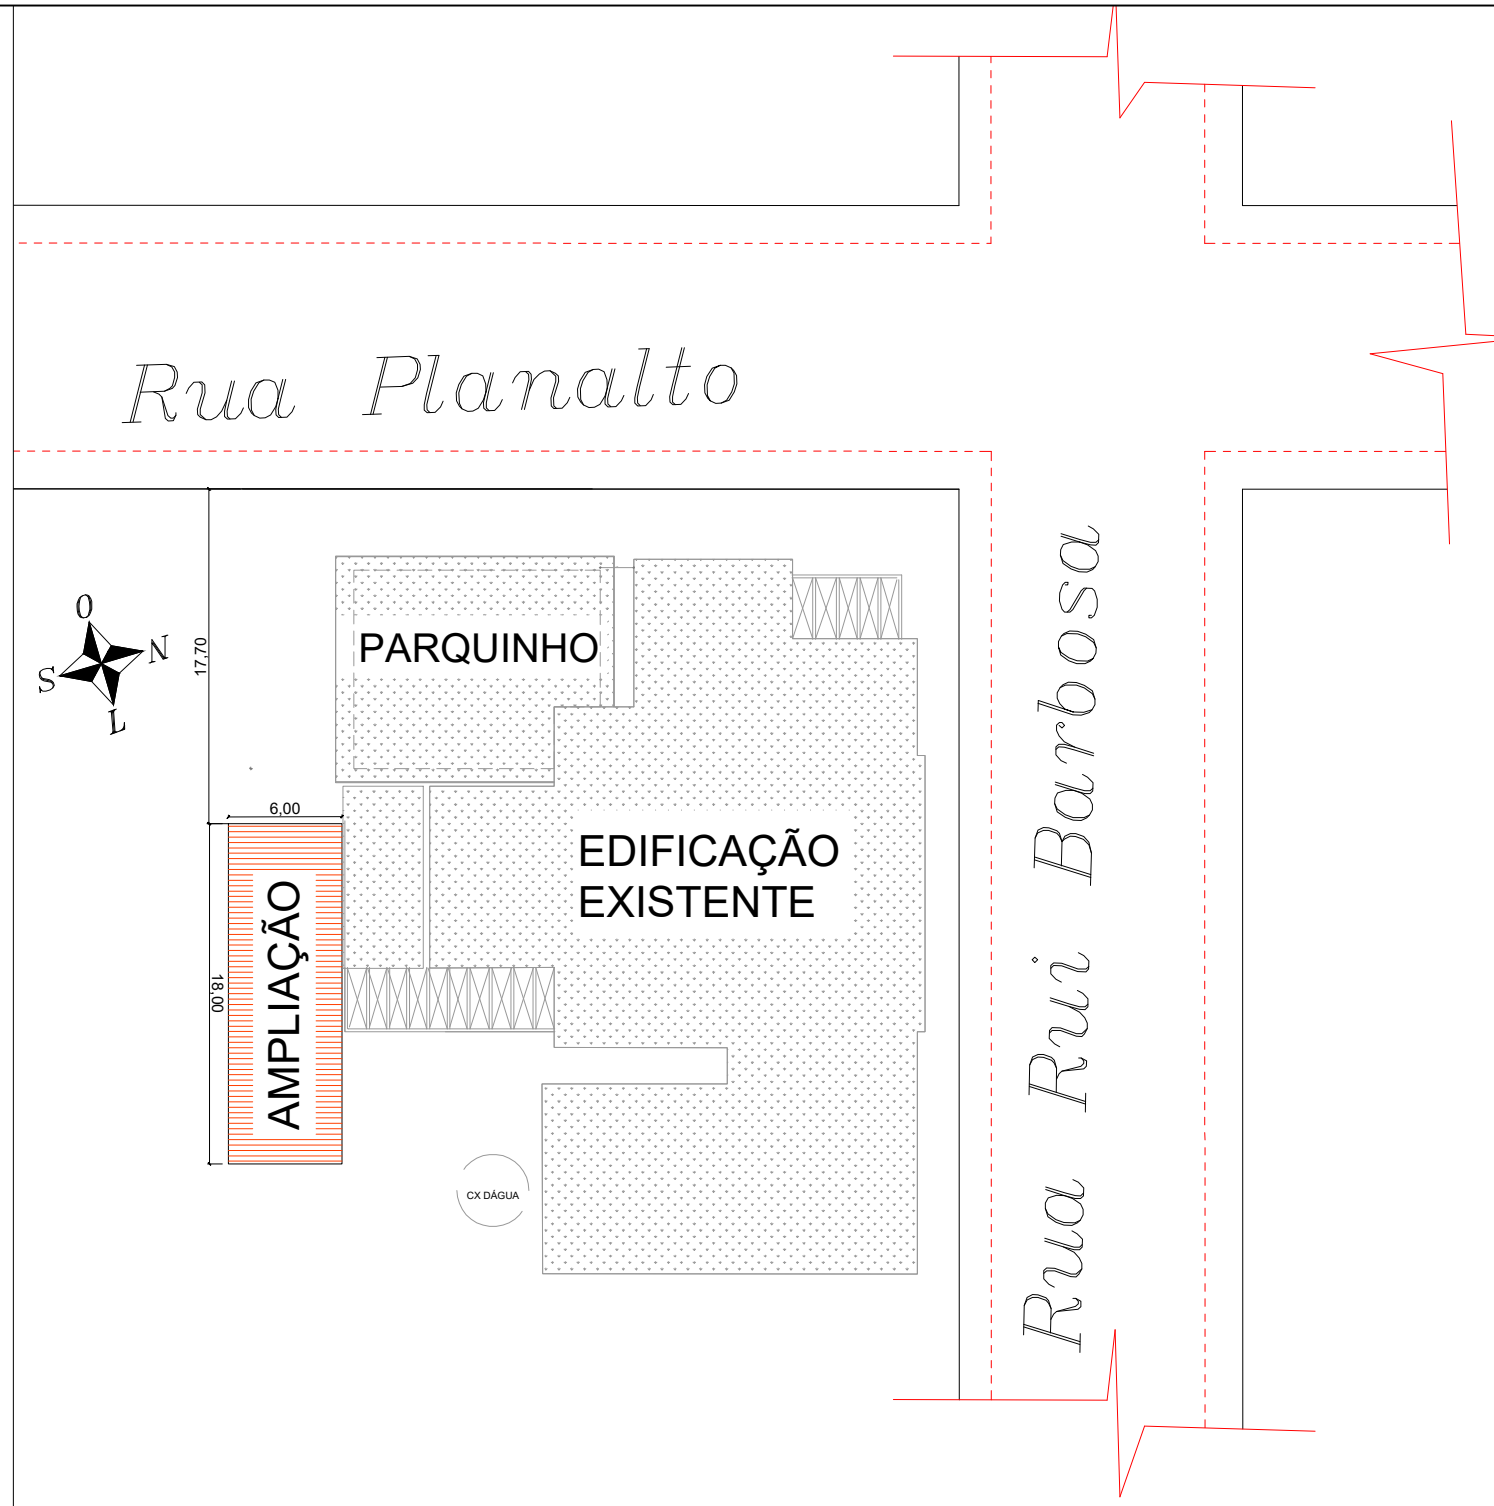 Rua Planalto
O
N
S
L
17,70
PARQUINHO
6,00
EDIFICAÇÃO
EXISTENTE
AMPLIAÇÃO
18,00
CX DÁGUA
Rua Rui Barbosa